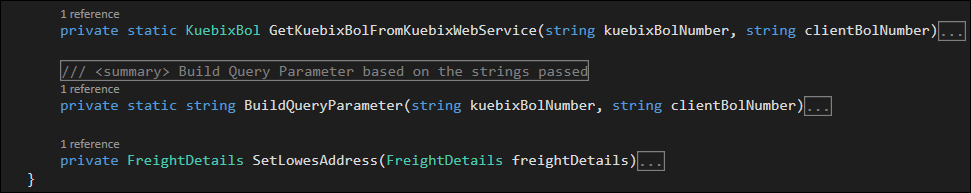 1 reference
private static KuebixBol GetKuebixBolFromKuebixWebService(string kuebixBolNumber, string clientBolNumber)...
/// <summary> Build Query Parameter based on the strings passed
1 reference
private static string BuildQueryParameter(string kuebixBolNumber, string clientBolNumber)...
1 reference
private FreightDetails SetLowesAddress(FreightDetails freightDetails)...
}